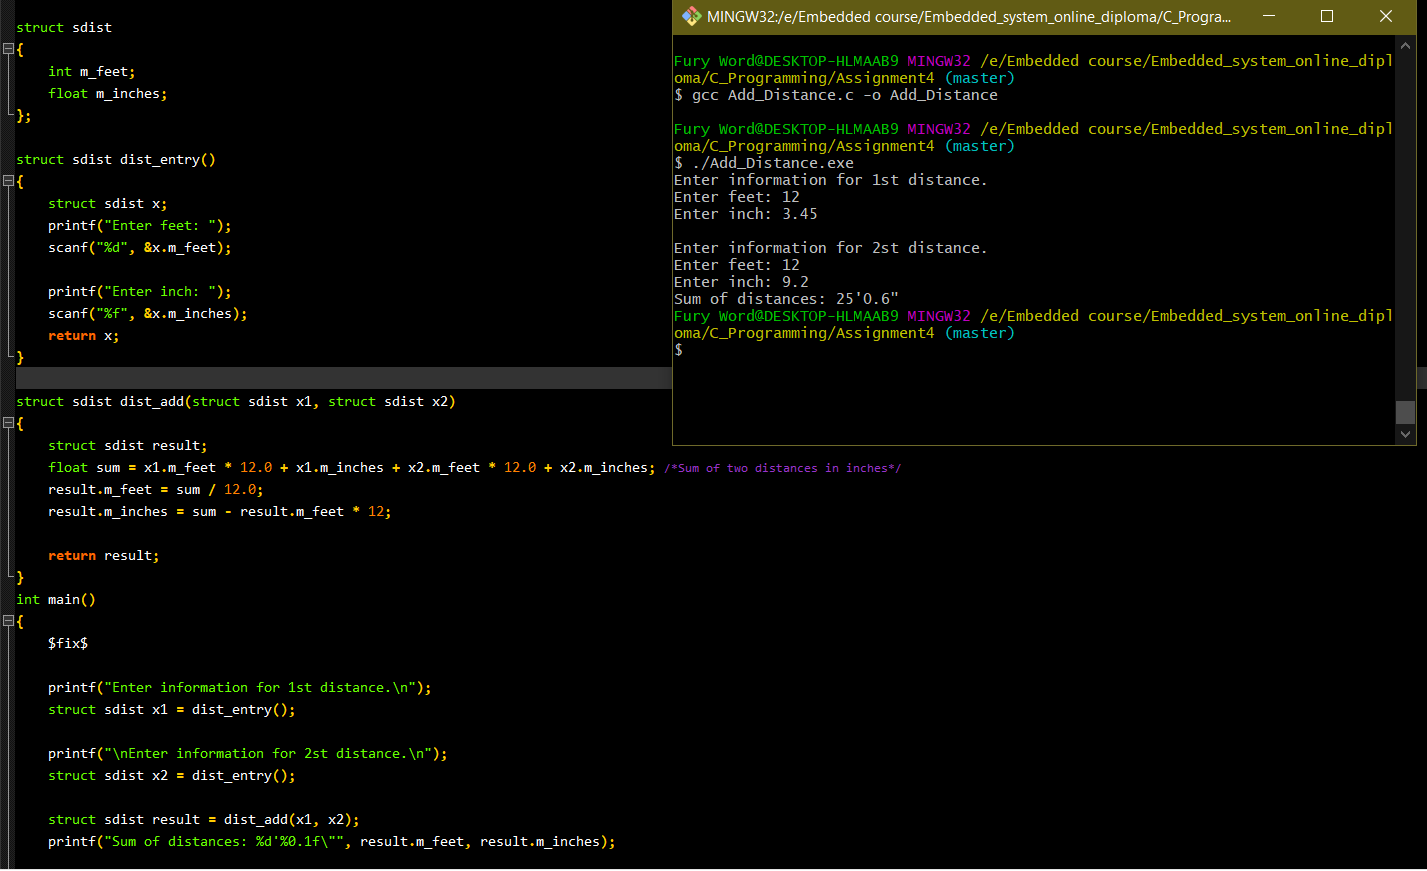 struct sdist
{
int m_feet;
float m_inches;
};
struct sdist dist_entry()
{
struct sdist x;
printf("Enter feet: ");
scanf("%d", &x.m_feet);
printf("Enter inch: ");
scanf("%f", &x.m_inches);
return x;
}
struct sdist dist_add(struct sdist x1, struct sdist x2)
{
struct sdist result;
float sum = x1.m_feet * 12.0 + x1.m_inches + x2.m_feet * 12.0 + x2.m_inches; /*Sum of two distances in inches*/
result.m_feet = sum / 12.0;
result.m_inches = sum - result.m_feet * 12;
return result;
}
int main()
{
$fix$
printf("Enter information for 1st distance.\n");
struct sdist x1 = dist_entry();
printf("\nEnter information for 2st distance.\n");
struct sdist x2 = dist_entry();
struct sdist result = dist_add(x1, x2);
printf("Sum of distances: %d'%0.1f\"", result.m_feet, result.m_inches);
MINGW32:/e/Embedded course/Embedded_system_online_diploma/C_Progra...
Fury Word@DESKTOP-HLMAAB9 MINGW32 /e/Embedded course/Embedded_system_online_dipl
oma/C_Programming/Assignment4 (master)
$ gcc Add_Distance.c -o Add_Distance
Fury Word@DESKTOP-HLMAAB9 MINGW32 /e/Embedded course/Embedded_system_online_dipl
oma/C_Programming/Assignment4 (master)
$ ./Add_Distance.exe
Enter information for 1st distance.
Enter feet: 12
Enter inch: 3.45
Enter information for 2st distance.
Enter feet: 12
Enter inch: 9.2
Sum of distances: 25'0.6"
Fury Word@DESKTOP-HLMAAB9 MINGW32 /e/Embedded course/Embedded_system_online_dipl
oma/C_Programming/Assignment4 (master)
$